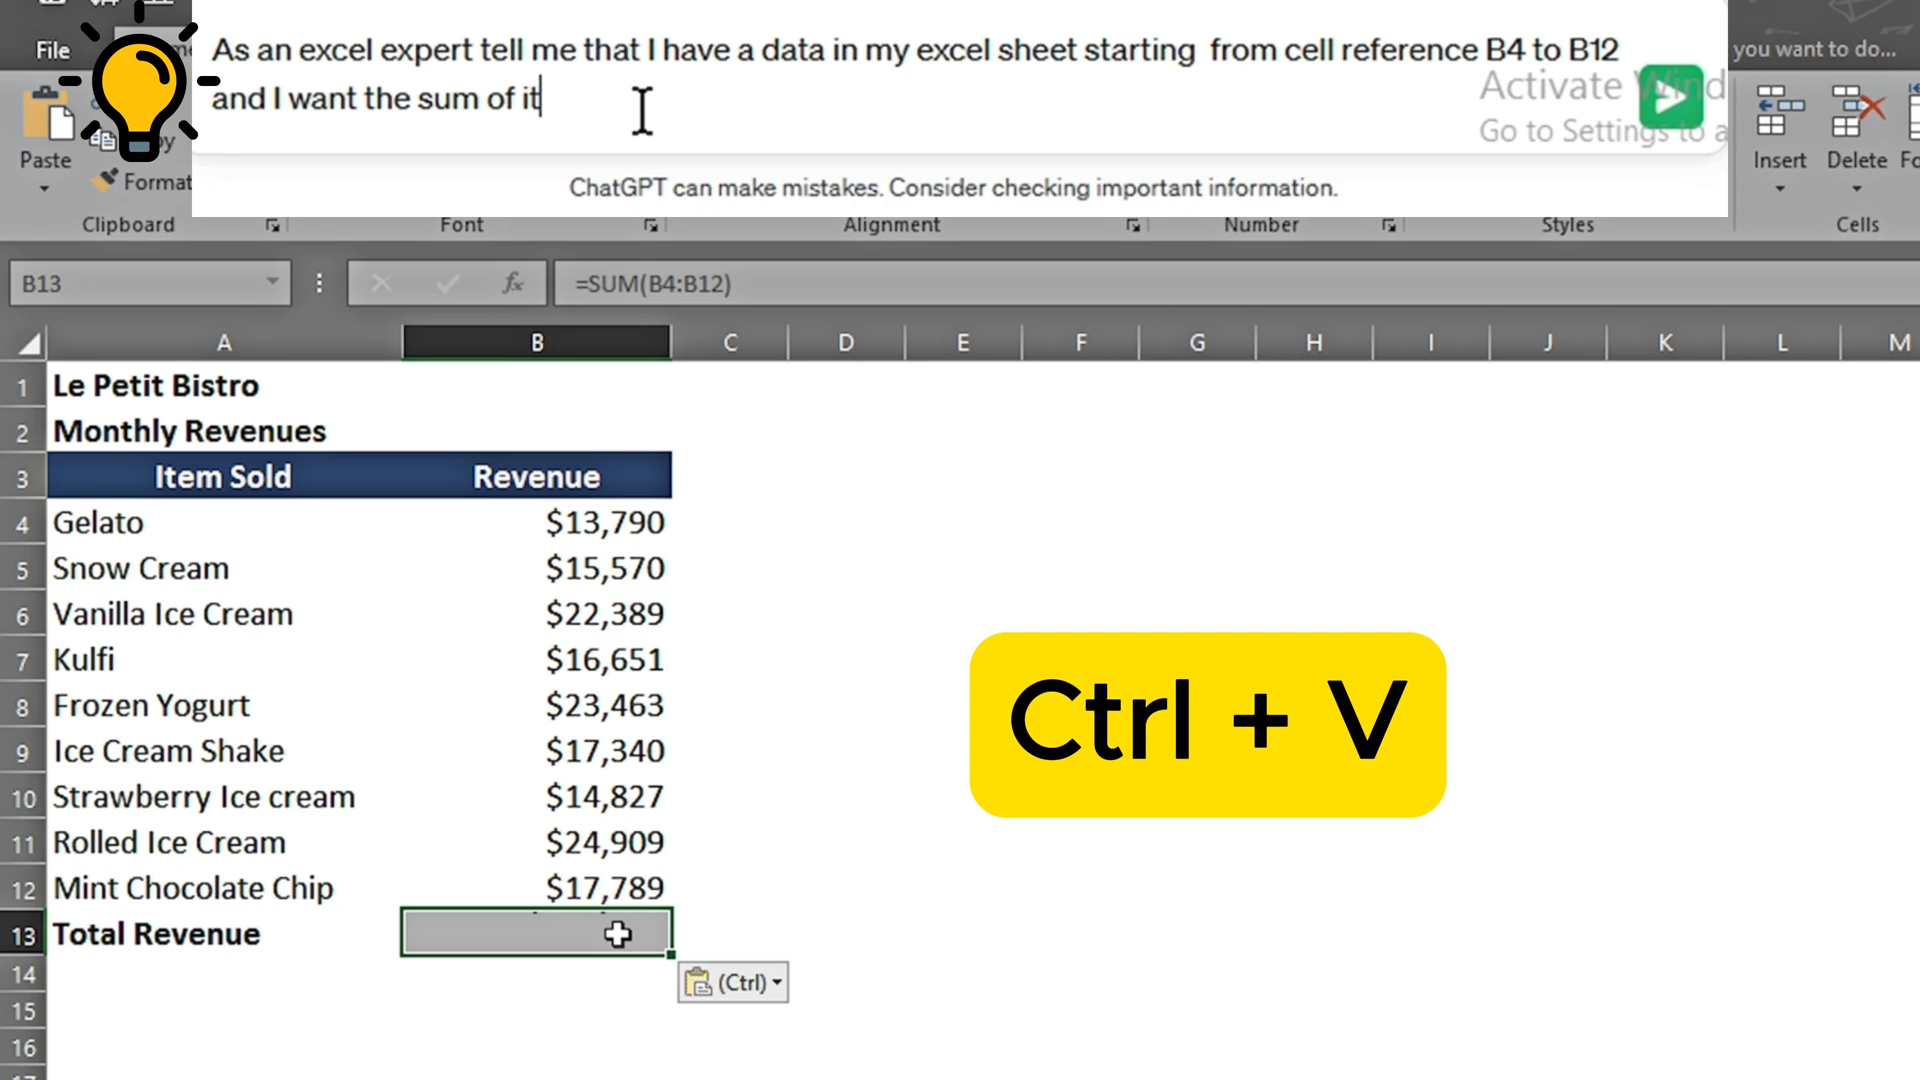 As an excel expert tell me that I have a data in my excel sheet starting from cell reference B4 to B12
and I want the sum of it
Activate Wind
Go to Settings to a
ChatGPT can make mistakes. Consider checking important information.
File
you want to do...
Paste
Format
Insert
Delete
Clipboard
Font
Alignment
Number
Styles
Cells
B13
fx
=SUM(B4:B12)
A B C D E F G H I J K L M
1 Le Petit Bistro
2 Monthly Revenues
3 Item Sold Revenue
4 Gelato $13,790
5 Snow Cream $15,570
6 Vanilla Ice Cream $22,389
7 Kulfi $16,651
8 Frozen Yogurt $23,463
9 Ice Cream Shake $17,340
10 Strawberry Ice cream $14,827
11 Rolled Ice Cream $24,909
12 Mint Chocolate Chip $17,789
13 Total Revenue
14
15
16
(Ctrl)
Ctrl + V